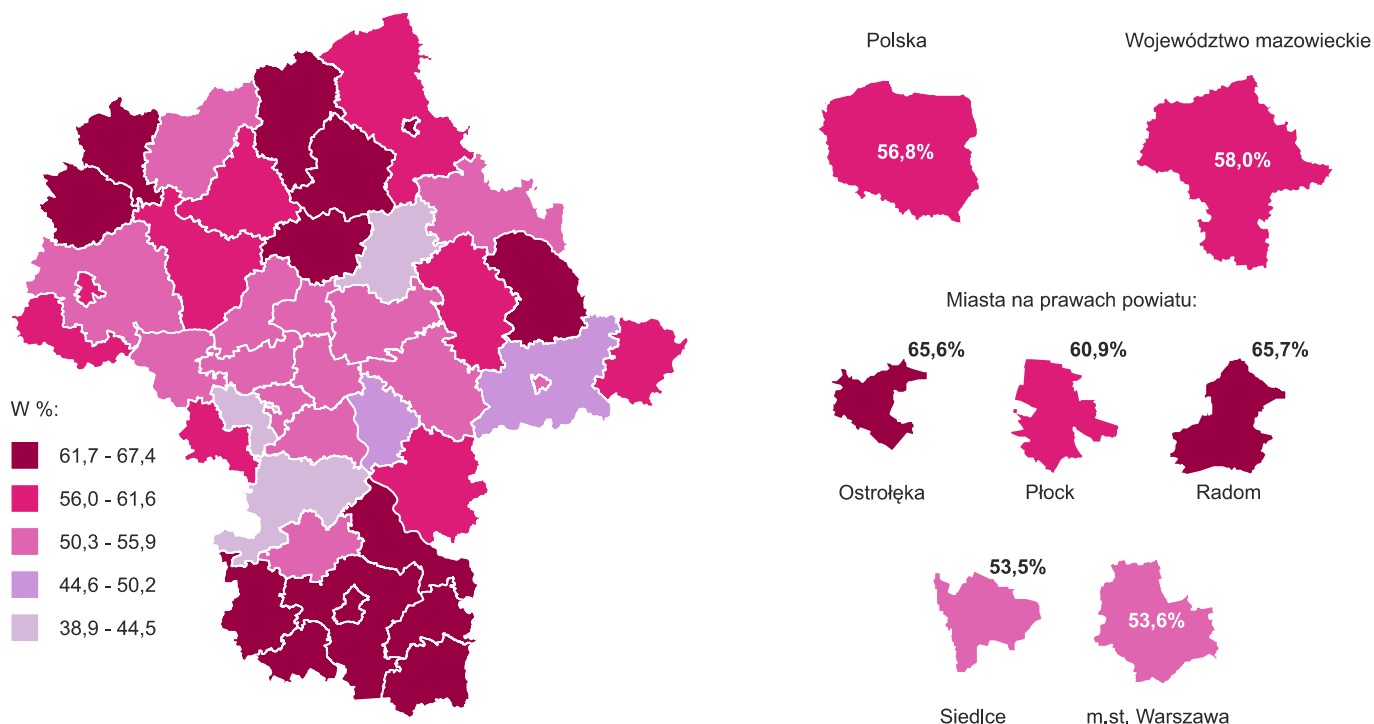 Polska
Województwo mazowieckie
56,8%
58,0%
Miasta na prawach powiatu:
65,6%
60,9%
65,7%
Ostrołęka
Płock
Radom
53,5%
53,6%
Siedlce
m.st. Warszawa
W %:
61,7 - 67,4
56,0 - 61,6
50,3 - 55,9
44,6 - 50,2
38,9 - 44,5